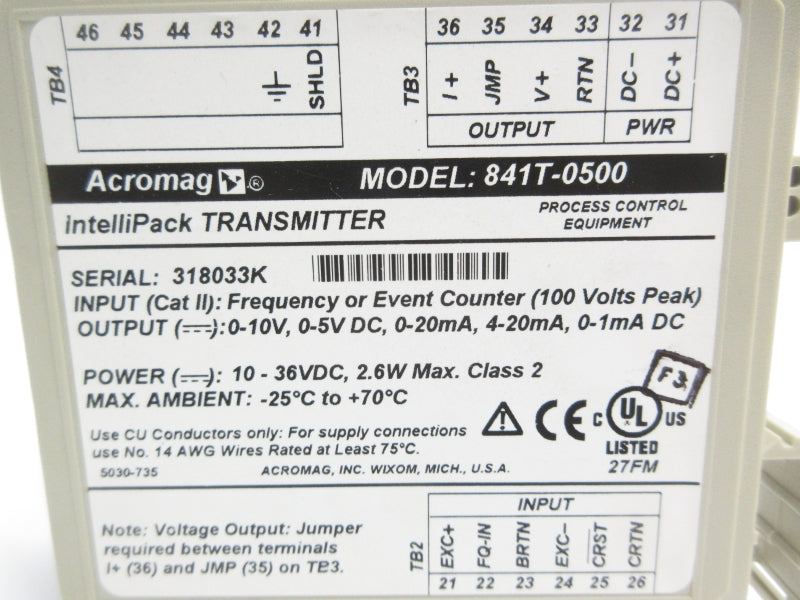 46 45 44 43 42 41
TB4
SHLD
36 35 34 33 32 31
TB3
I+ JMP V+ RTN DC− DC+
OUTPUT PWR
Acromag ® MODEL: 841T-0500
intelliPack TRANSMITTER
PROCESS CONTROL
EQUIPMENT
SERIAL: 318033K
INPUT (Cat II): Frequency or Event Counter (100 Volts Peak)
OUTPUT (⎓): 0-10V, 0-5V DC, 0-20mA, 4-20mA, 0-1mA DC
POWER (⎓): 10 - 36VDC, 2.6W Max. Class 2
MAX. AMBIENT: -25°C to +70°C
F3
CE
C UL US
LISTED
27FM
Use CU Conductors only: For supply connections
use No. 14 AWG Wires Rated at Least 75°C.
5030-735 ACROMAG, INC. WIXOM, MICH., U.S.A.
Note: Voltage Output: Jumper
required between terminals
I+ (36) and JMP (35) on TB3.
INPUT
TB2
EXC+ FQ-IN BRTN EXC− CRST CRTN
21 22 23 24 25 26